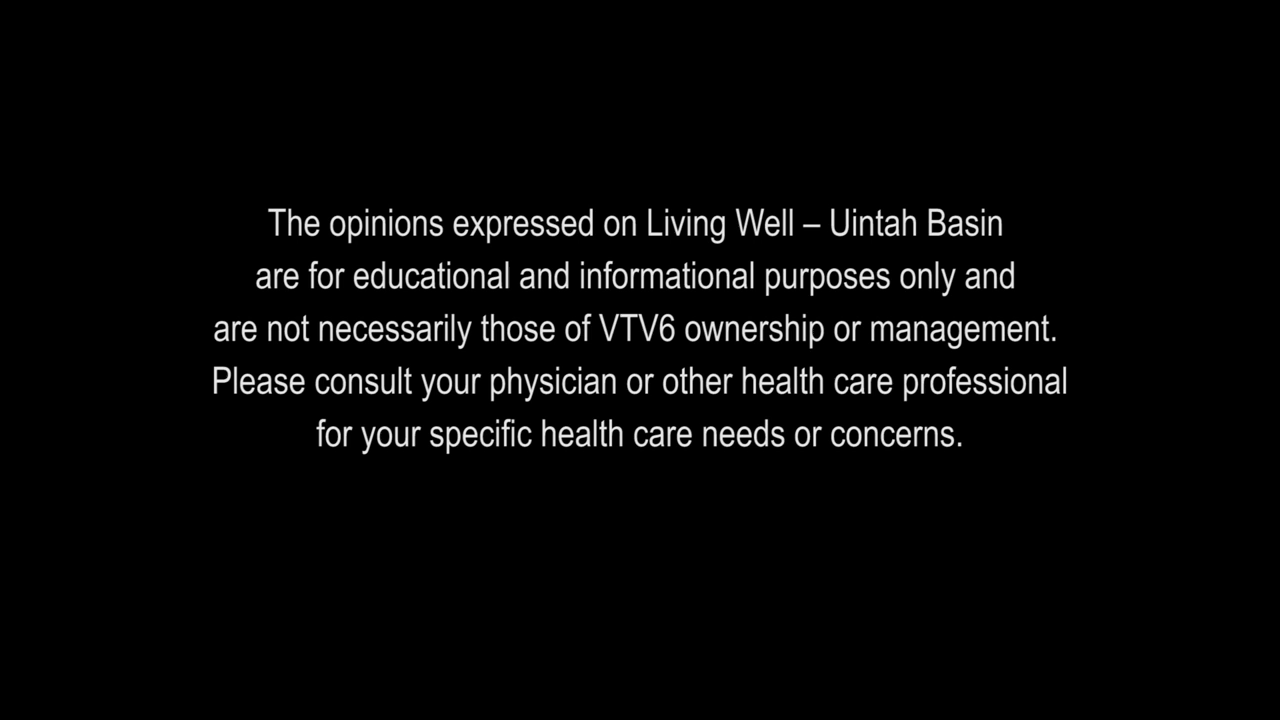 The opinions expressed on Living Well – Uintah Basin
are for educational and informational purposes only and
are not necessarily those of VTV6 ownership or management.
Please consult your physician or other health care professional
for your specific health care needs or concerns.